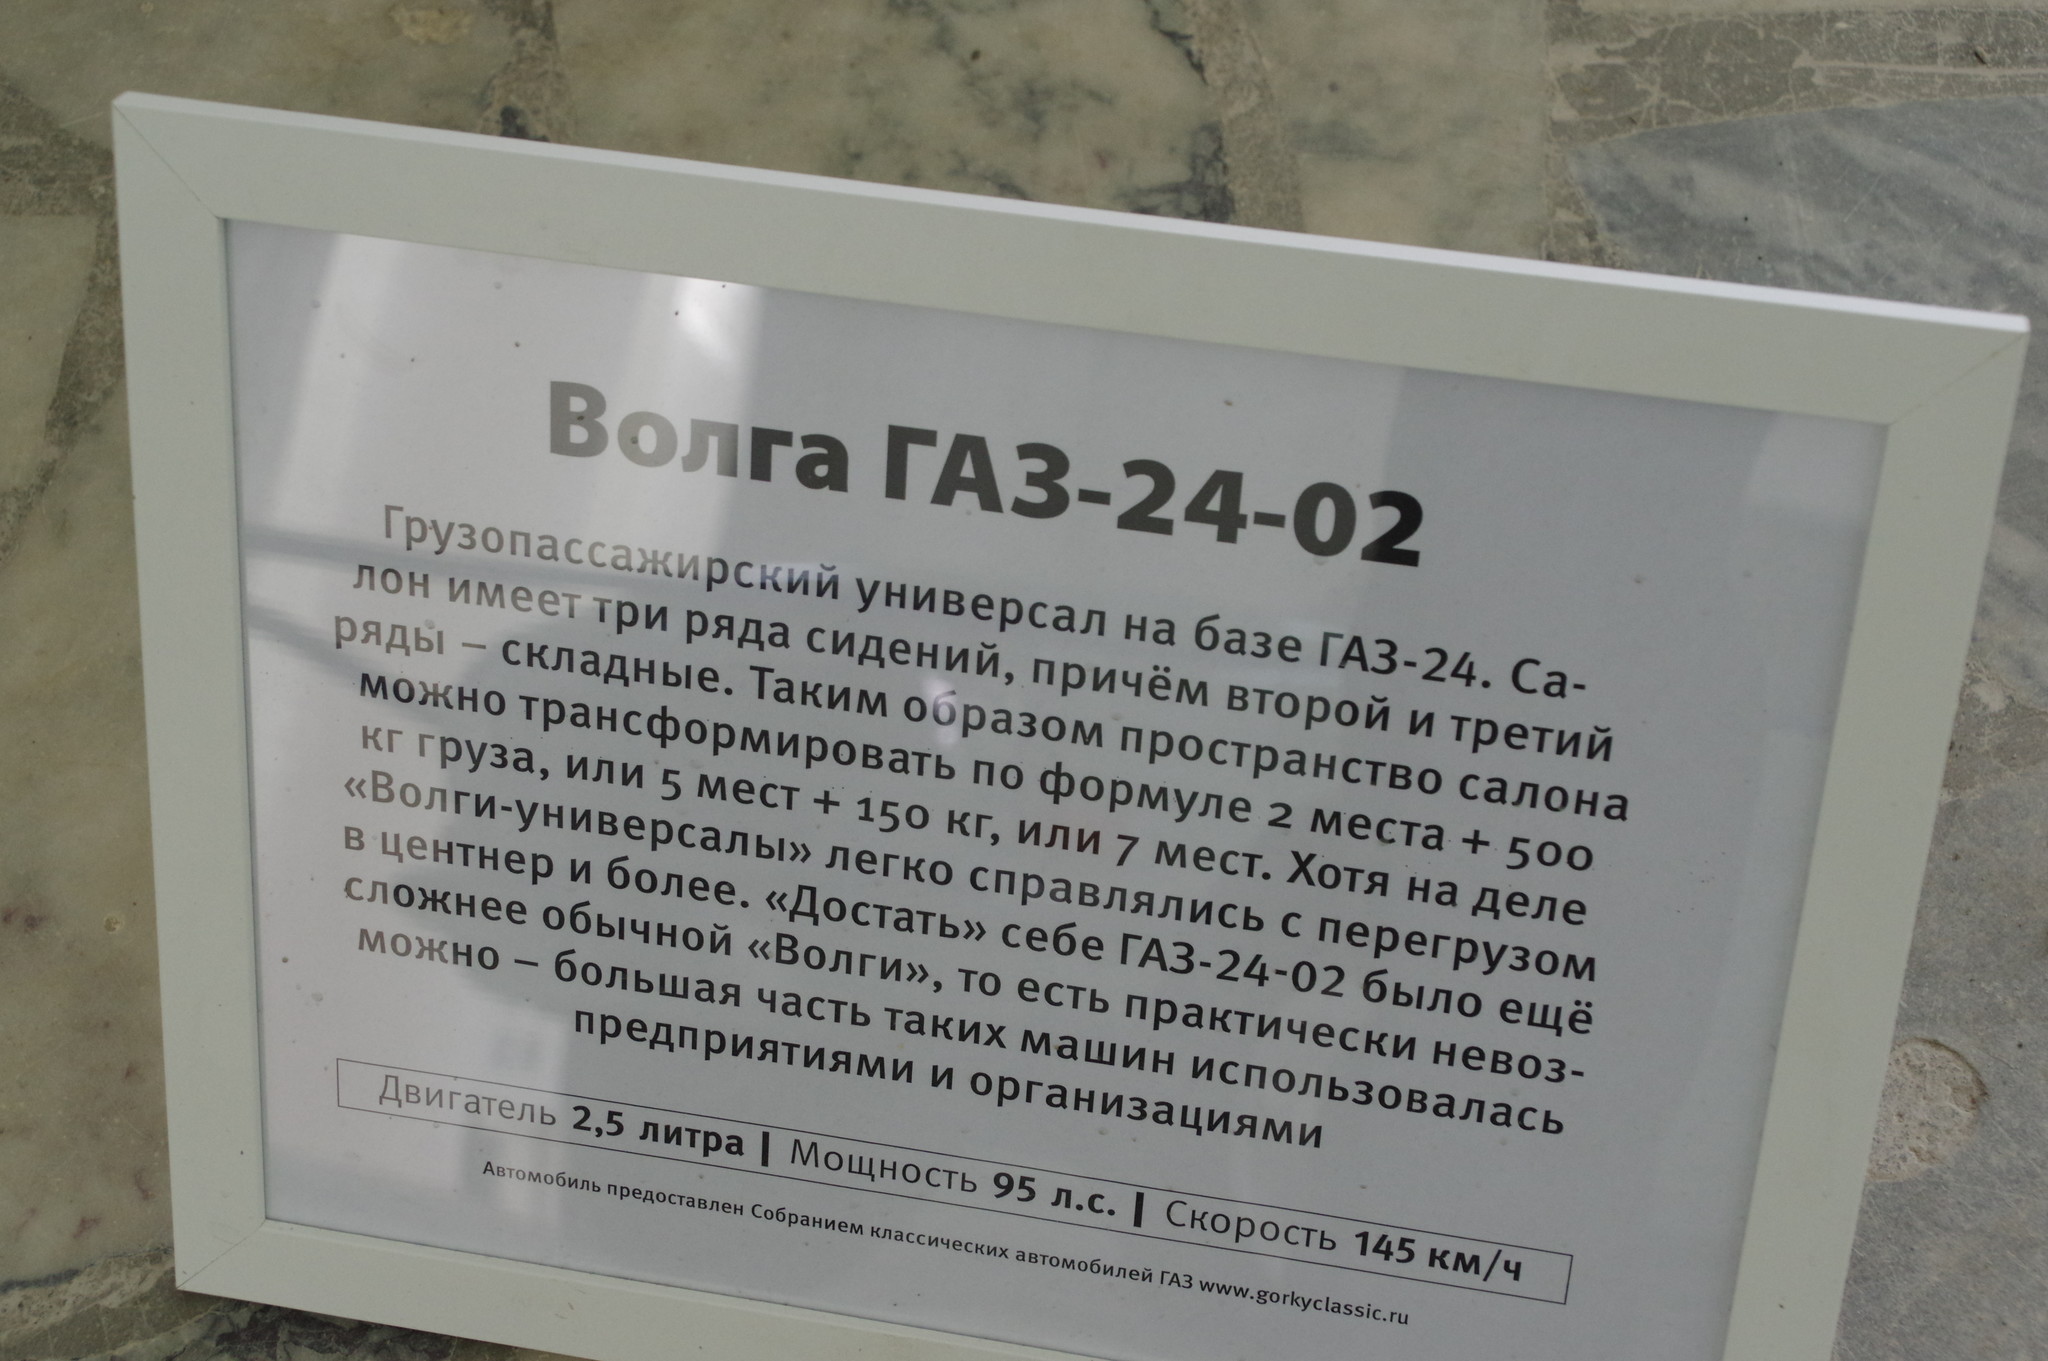 Волга ГАЗ-24-02
Грузопассажирский универсал на базе ГАЗ-24. Са-
лон имеет три ряда сидений, причём второй и третий
ряды – складные. Таким образом пространство салона
можно трансформировать по формуле 2 места + 500
кг груза, или 5 мест + 150 кг, или 7 мест. Хотя на деле
«Волги-универсалы» легко справлялись с перегрузом
в центнер и более. «Достать» себе ГАЗ-24-02 было ещё
сложнее обычной «Волги», то есть практически невоз-
можно – большая часть таких машин использовалась
предприятиями и организациями
Двигатель 2,5 литра | Мощность 95 л.с. | Скорость 145 км/ч
Автомобиль предоставлен Собранием классических автомобилей ГАЗ www.gorkyclassic.ru